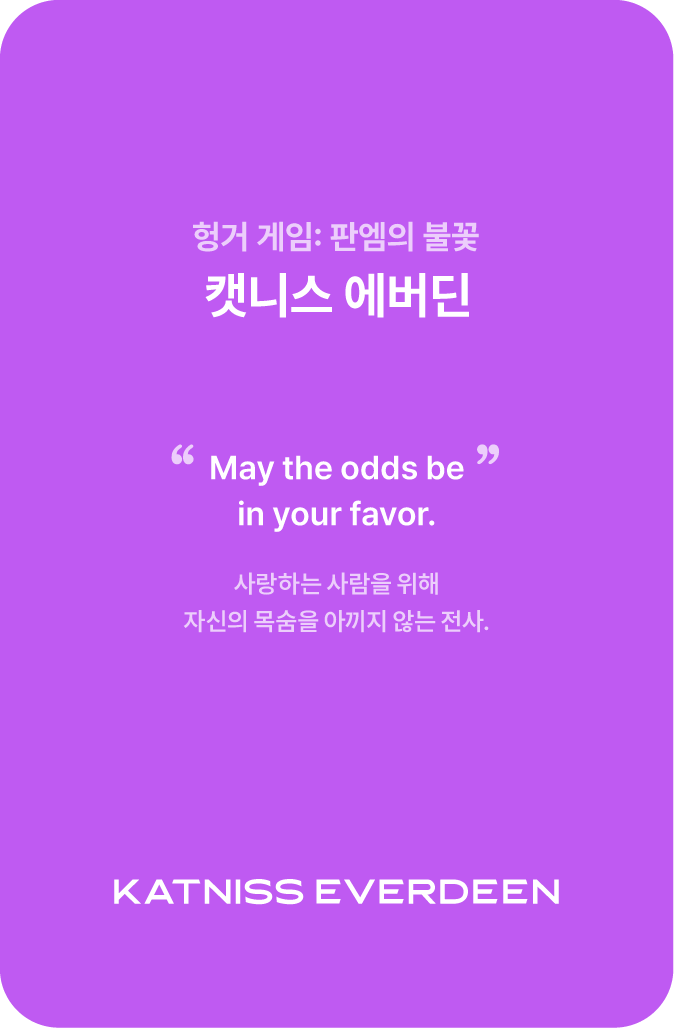 헝거 게임: 판엠의 불꽃
캣니스 에버딘
“ May the odds be ”
in your favor.
사랑하는 사람을 위해
자신의 목숨을 아끼지 않는 전사.
KATNISS EVERDEEN